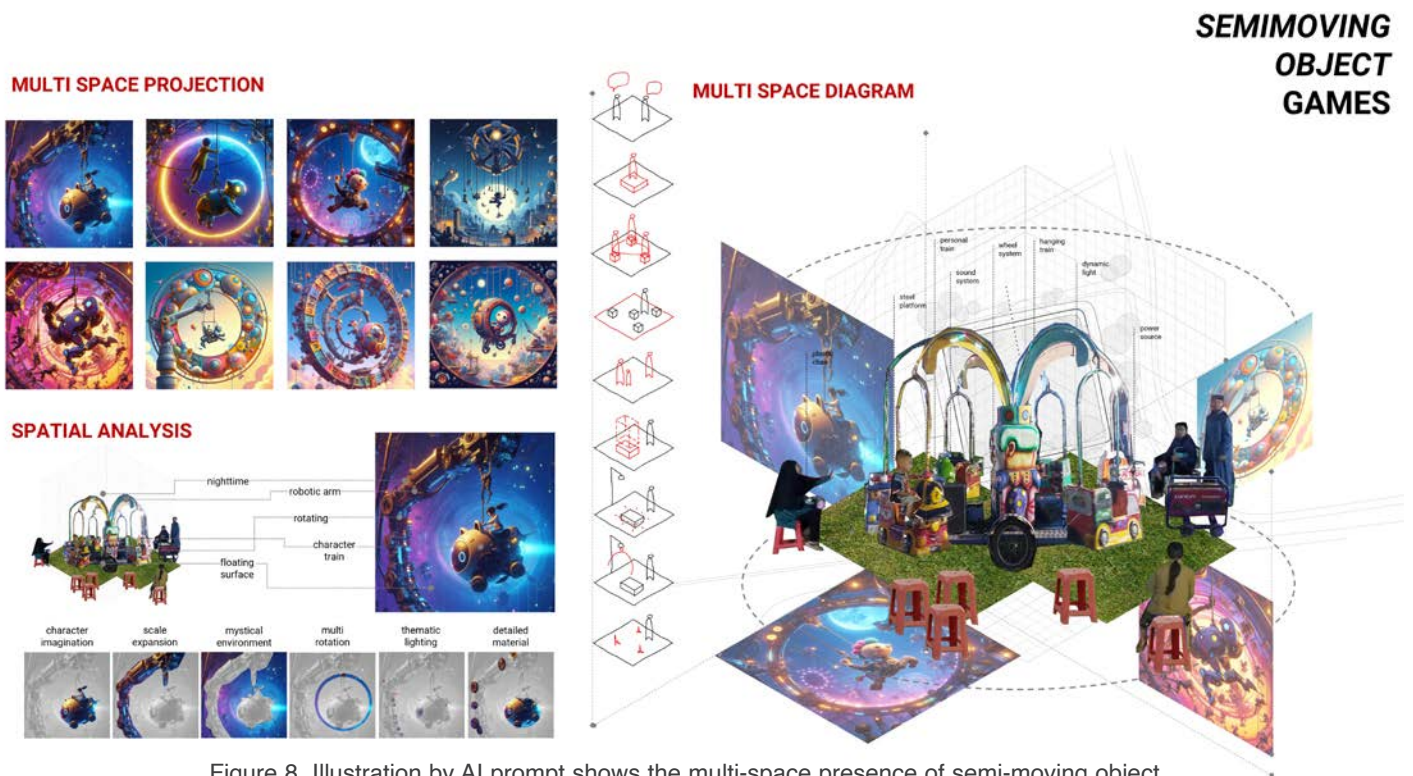 SEMIMOVING
OBJECT
GAMES
MULTI SPACE PROJECTION
MULTI SPACE DIAGRAM
personal
train
wheel
system
hanging
train
sound
system
dynamic
light
steel
platform
power
source
plastic
chair
SPATIAL ANALYSIS
nighttime
robotic arm
rotating
character
train
floating
surface
character
imagination
scale
expansion
mystical
environment
multi
rotation
thematic
lighting
detailed
material
Figure 8. Illustration by AI prompt shows the multi-space presence of semi-moving object